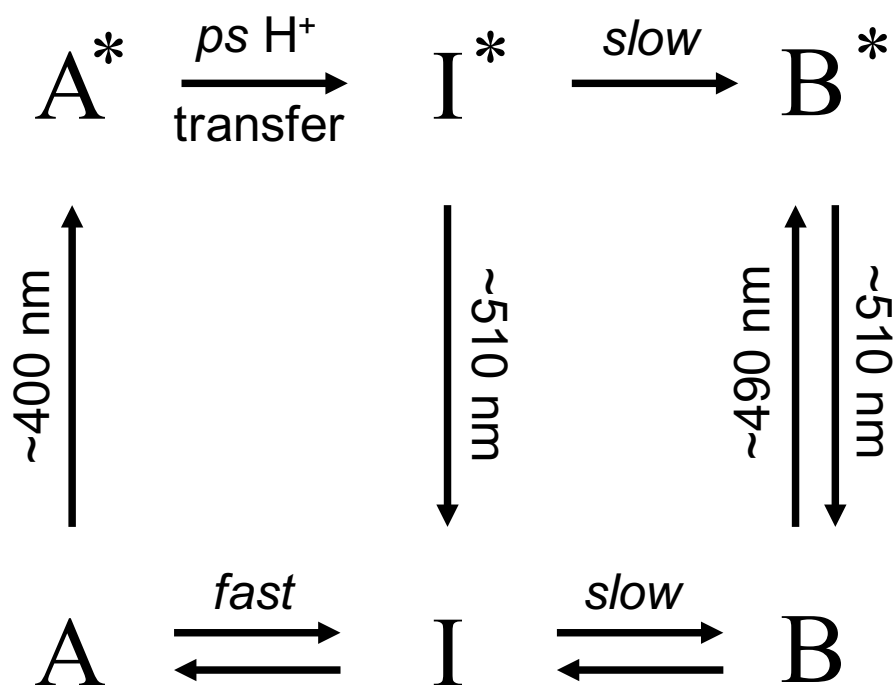 A* ps H⁺ transfer I* slow B*
~400 nm
~510 nm
~490 nm
~510 nm
A fast I slow B